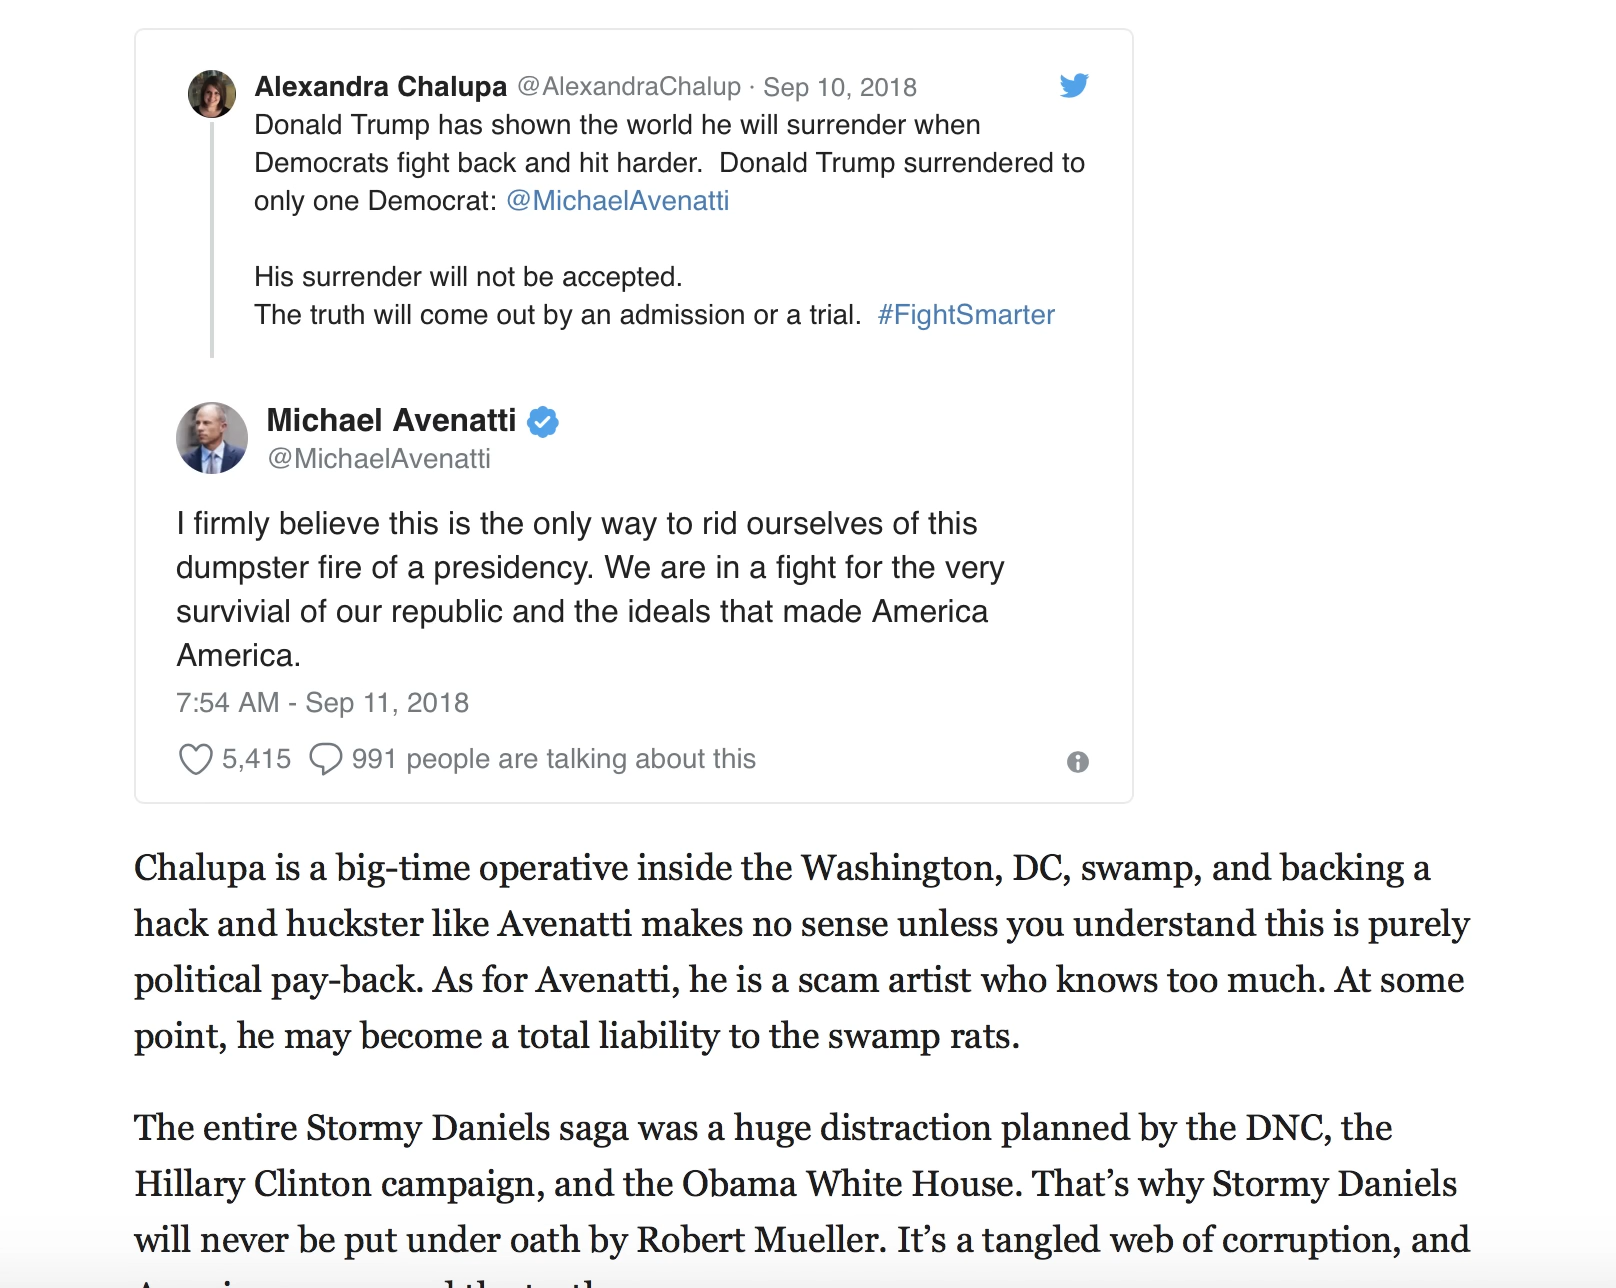 Alexandra Chalupa @AlexandraChalup · Sep 10, 2018
Donald Trump has shown the world he will surrender when
Democrats fight back and hit harder.  Donald Trump surrendered to
only one Democrat: @MichaelAvenatti
His surrender will not be accepted.
The truth will come out by an admission or a trial.  #FightSmarter
Michael Avenatti
@MichaelAvenatti
I firmly believe this is the only way to rid ourselves of this
dumpster fire of a presidency. We are in a fight for the very
survivial of our republic and the ideals that made America
America.
7:54 AM - Sep 11, 2018
5,415 991 people are talking about this
Chalupa is a big-time operative inside the Washington, DC, swamp, and backing a
hack and huckster like Avenatti makes no sense unless you understand this is purely
political pay-back. As for Avenatti, he is a scam artist who knows too much. At some
point, he may become a total liability to the swamp rats.
The entire Stormy Daniels saga was a huge distraction planned by the DNC, the
Hillary Clinton campaign, and the Obama White House. That’s why Stormy Daniels
will never be put under oath by Robert Mueller. It’s a tangled web of corruption, and